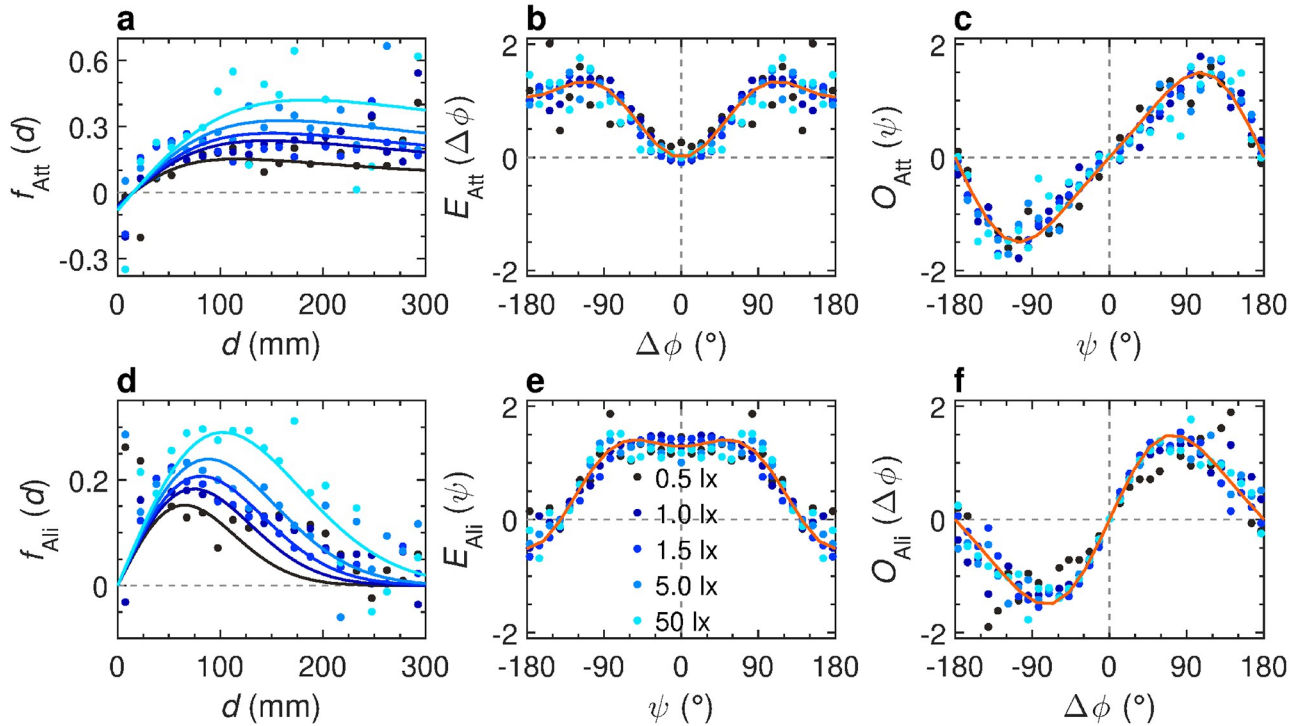 a
f_Att (d)
0.6
0.3
0
-0.3
0 100 200 300
d (mm)
b
E_Att (Δϕ)
2
0
-2
-180 -90 0 90 180
Δϕ (°)
c
O_Att (ψ)
2
0
-2
-180 -90 0 90 180
ψ (°)
d
f_Ali (d)
0.2
0
0 100 200 300
d (mm)
e
E_Ali (ψ)
2
0
-2
0.5 lx
1.0 lx
1.5 lx
5.0 lx
50 lx
-180 -90 0 90 180
ψ (°)
f
O_Ali (Δϕ)
2
0
-2
-180 -90 0 90 180
Δϕ (°)